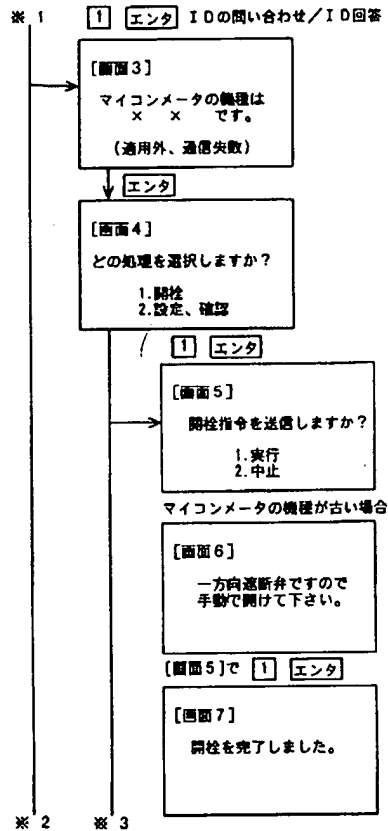 ※ 1 1 エンタ IDの問い合わせ/ID回答
[画面3]
マイコンメータの機種は
× × です。
(適用外、通信失敗)
エンタ
[画面4]
どの処理を選択しますか?
1.開栓
2.設定、確認
1 エンタ
[画面5]
開栓指令を送信しますか?
1.実行
2.中止
マイコンメータの機種が古い場合
[画面6]
一方向遮断弁ですので
手動で開けて下さい。
[画面5]で 1 エンタ
[画面7]
開栓を完了しました。
※ 2 ※ 3